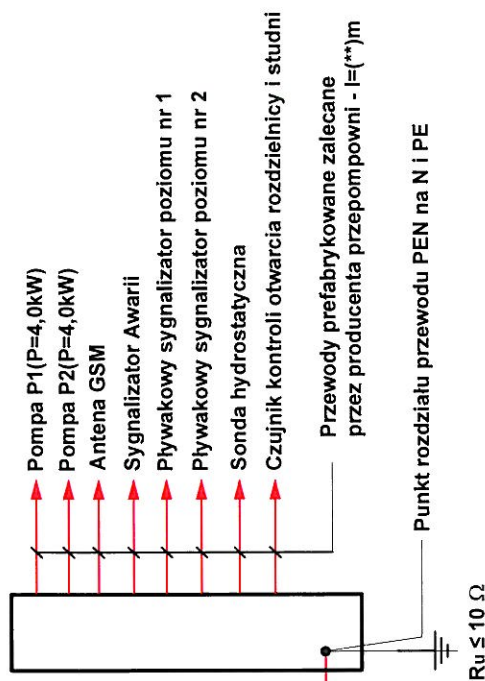 Pompa P1(P=4,0kW)
Pompa P2(P=4,0kW)
Antena GSM
Sygnalizator Awarii
Pływakowy sygnalizator poziomu nr 1
Pływakowy sygnalizator poziomu nr 2
Sonda hydrostatyczna
Czujnik kontroli otwarcia rozdzielnicy i studni
Przewody prefabrykowane zalecane
przez producenta przepompowni - l=(**)m
Punkt rozdziału przewodu PEN na N i PE
Ru ≤ 10 Ω